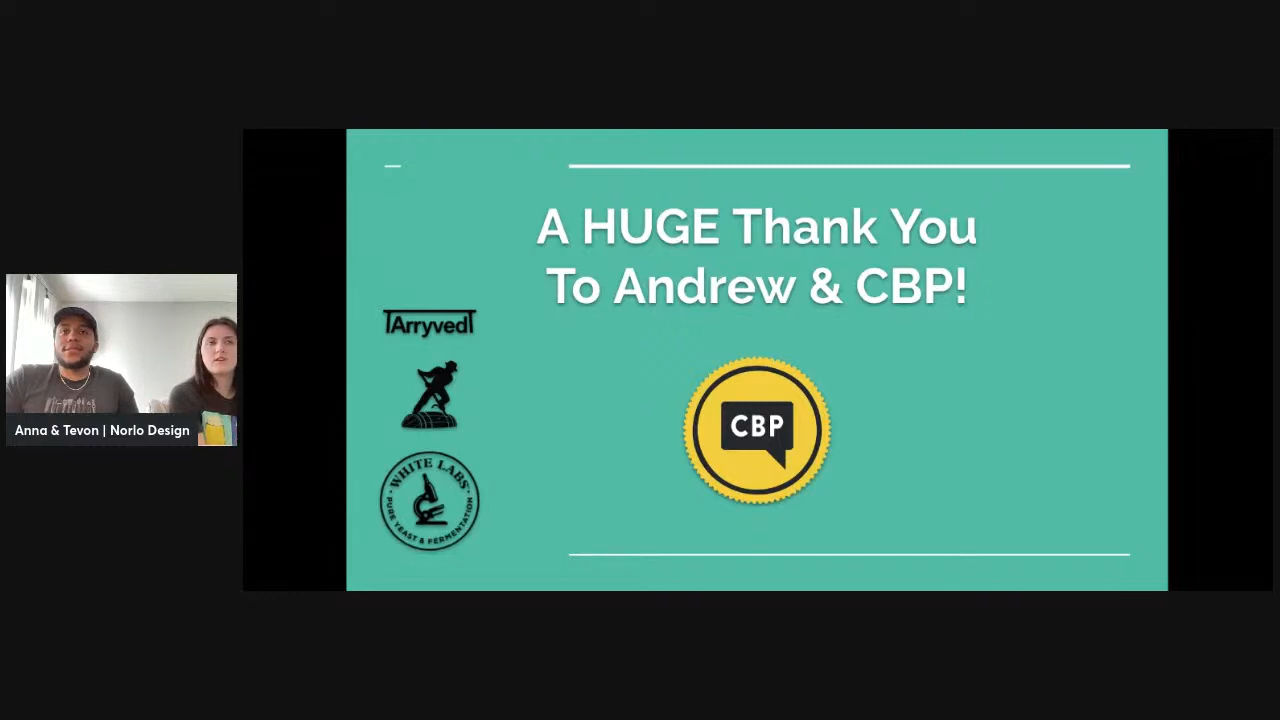 A HUGE Thank You
To Andrew & CBP!
Arryved
CBP
WHITE LABS
PURE YEAST & FERMENTATION
Anna & Tevon | Norlo Design